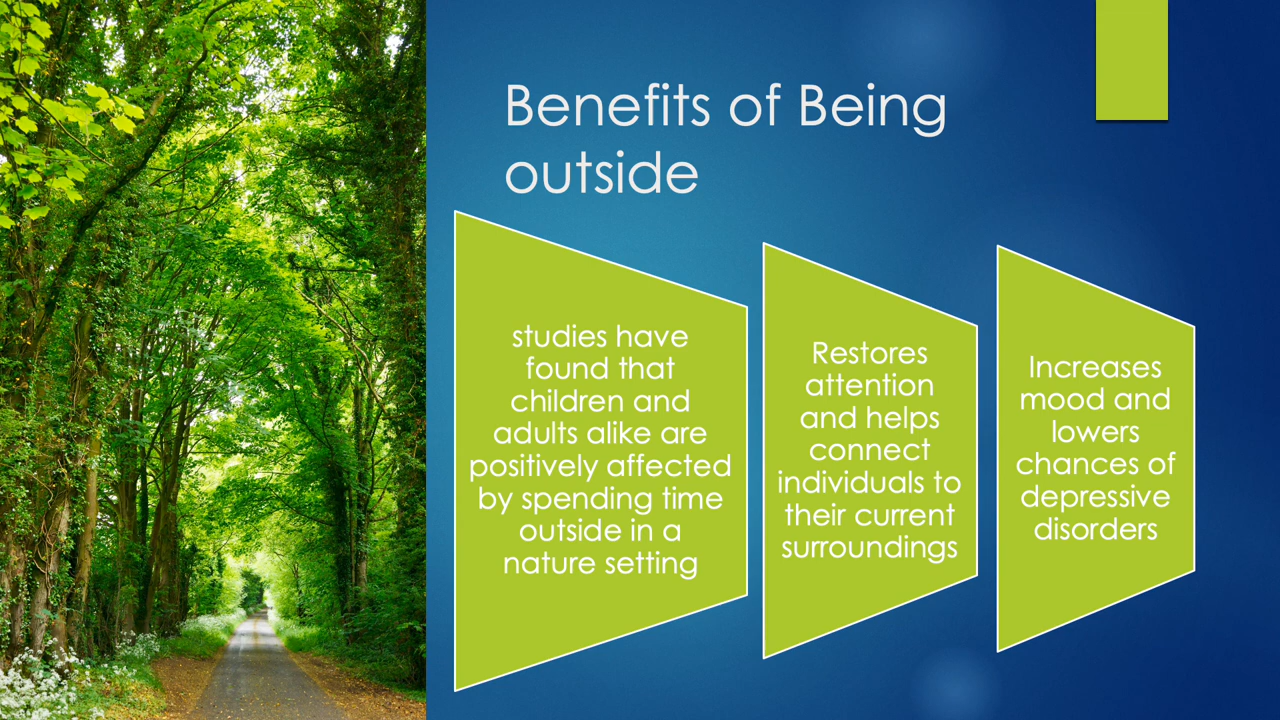 Benefits of Being
outside
studies have
found that
children and
adults alike are
positively affected
by spending time
outside in a
nature setting
Restores
attention
and helps
connect
individuals to
their current
surroundings
Increases
mood and
lowers
chances of
depressive
disorders